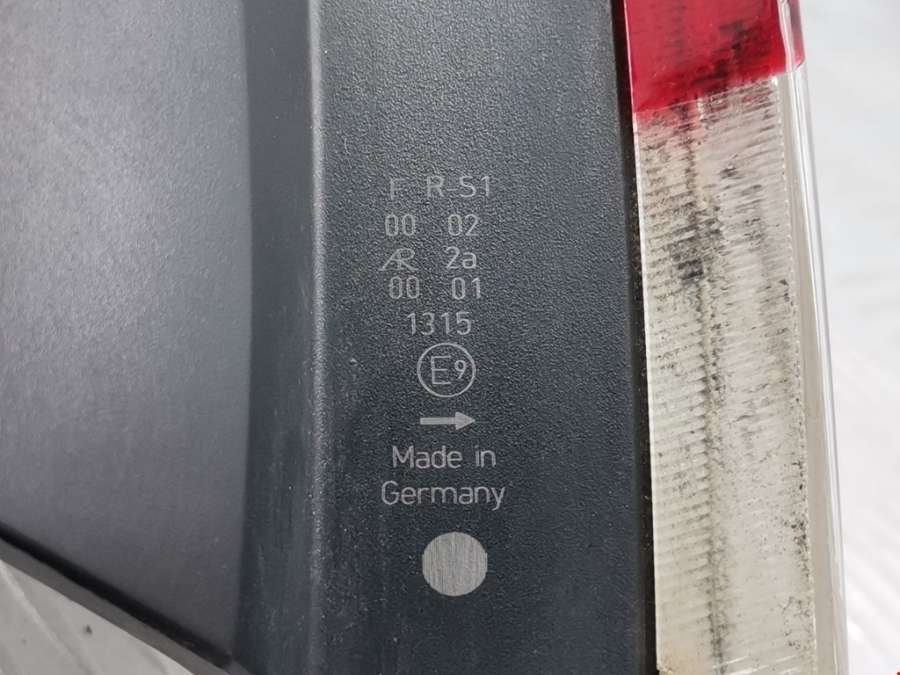 F R-S1
00 02
AR 2a
00 01
1315
E9
→
Made in
Germany